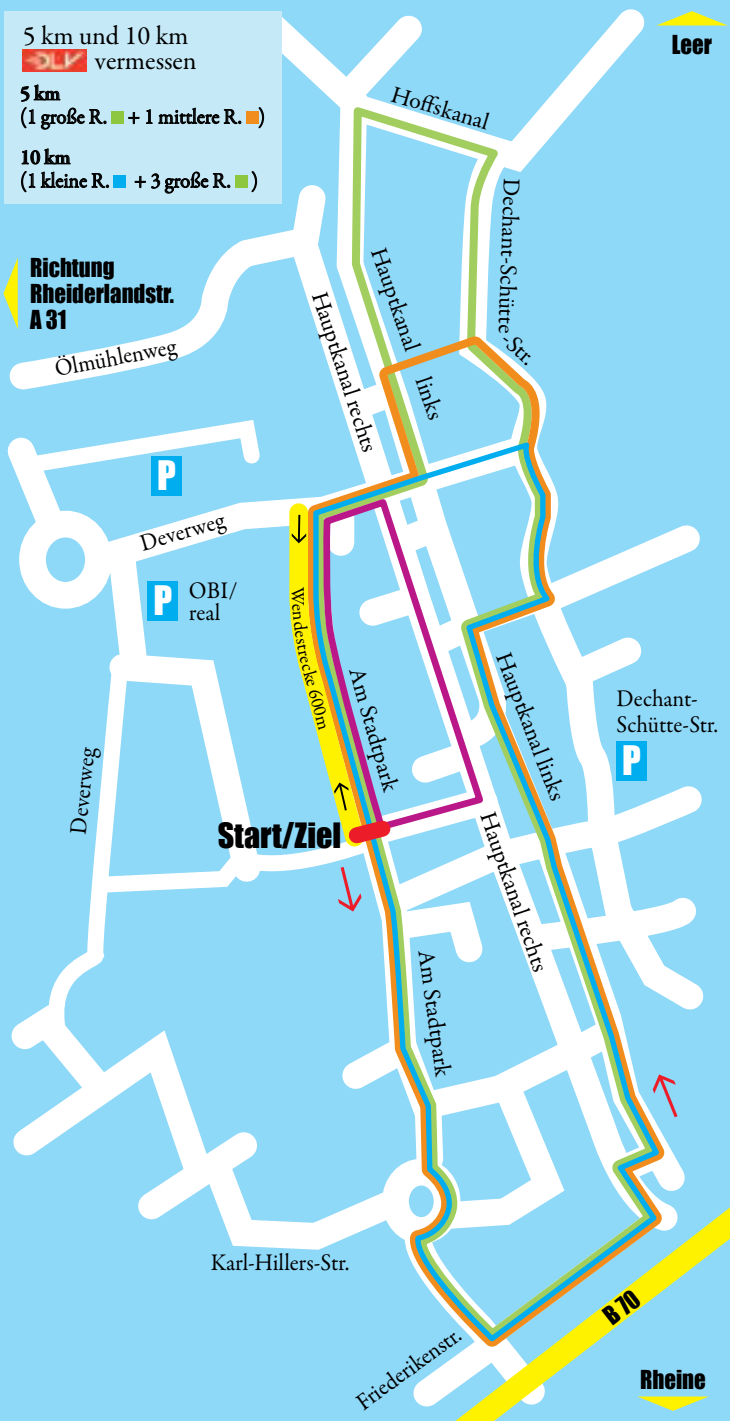 5 km und 10 km
DLV vermessen
5 km
(1 große R. + 1 mittlere R. )
10 km
(1 kleine R. + 3 große R. )
Leer
Hoffskanal
Dechant-Schütte Str.
Richtung
Rheiderlandstr.
A 31
Hauptkanal
links
Hauptkanal rechts
Ölmühlenweg
P
Deverweg
P OBI/
real
Wendestrecke 600m
Am Stadtpark
Hauptkanal links
Dechant-
Schütte-Str.
P
Deverweg
Start/Ziel
Hauptkanal rechts
Am Stadtpark
Karl-Hillers-Str.
B 70
Friederikenstr.
Rheine